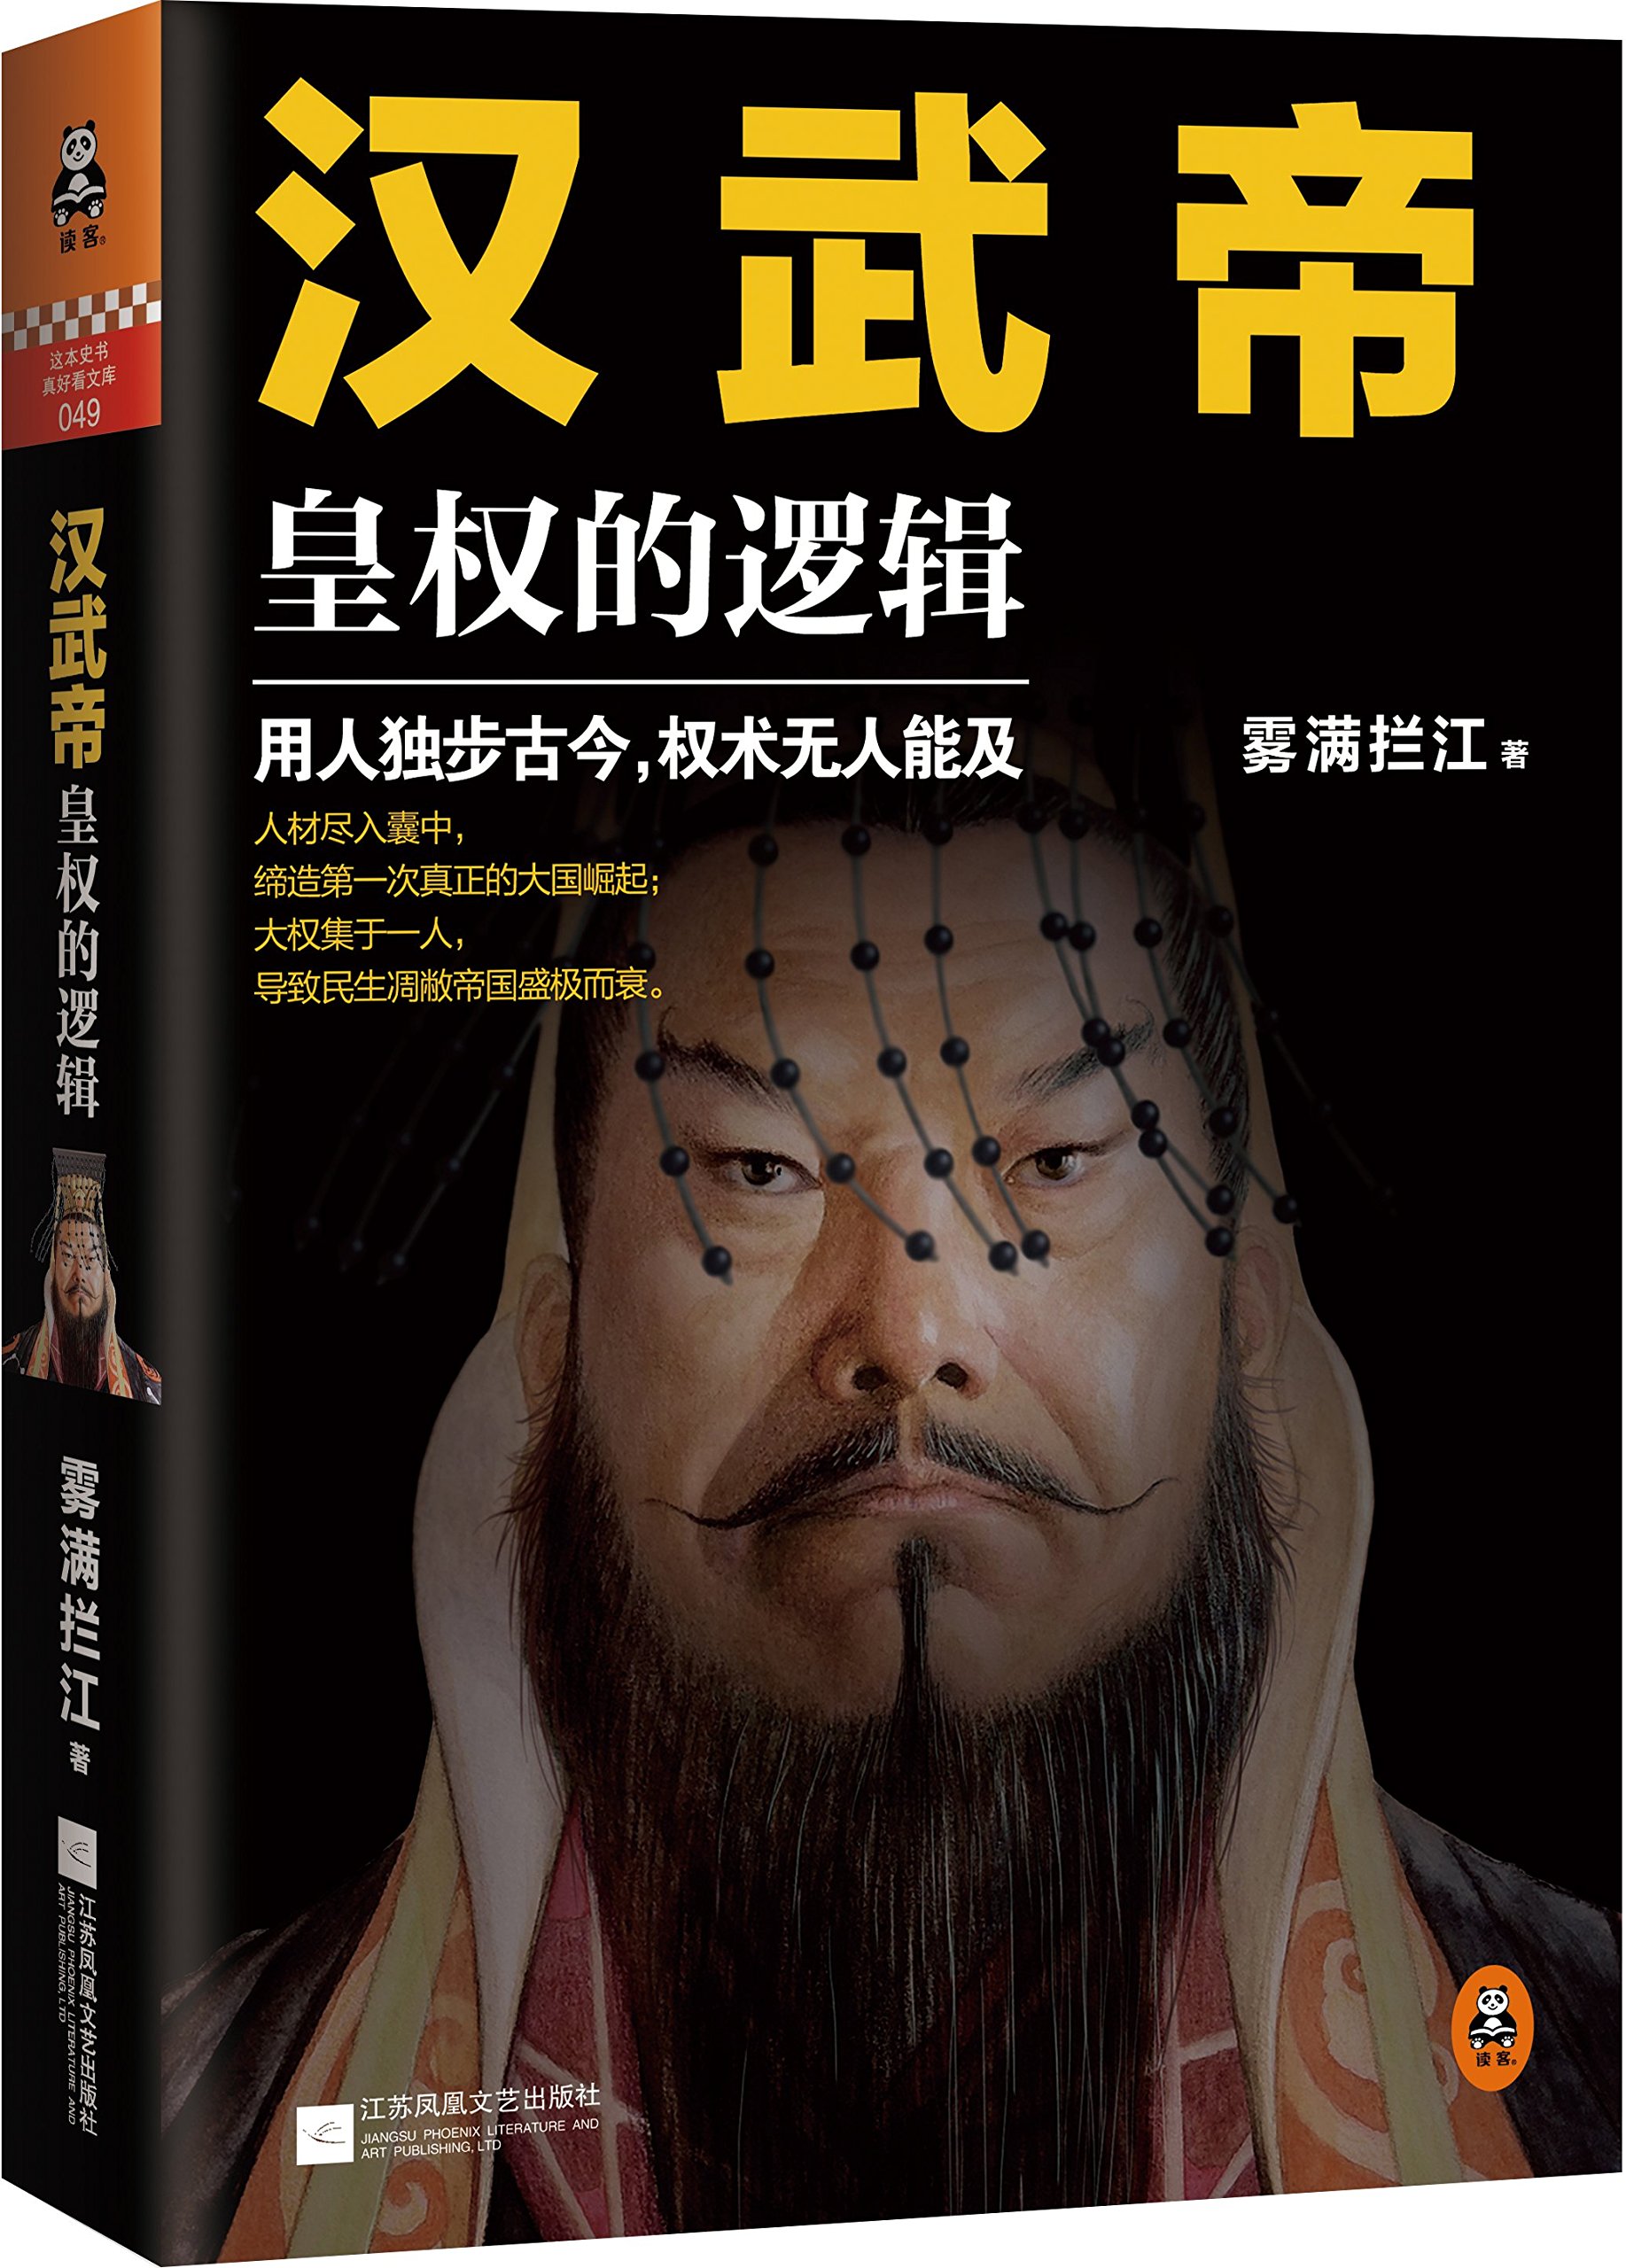 汉武帝
皇权的逻辑
用人独步古今,权术无人能及
雾满拦江 著
人材尽入囊中,
缔造第一次真正的大国崛起;
大权集于一人,
导致民生凋敝帝国盛极而衰。
江苏凤凰文艺出版社
JIANGSU PHOENIX LITERATURE AND
ART PUBLISHING, LTD
读客®
读客®
这本史书
真好看文库
049
汉武帝
皇权的逻辑
雾满拦江 著
江苏凤凰文艺出版社
JIANGSU PHOENIX LITERATURE AND
ART PUBLISHING, LTD